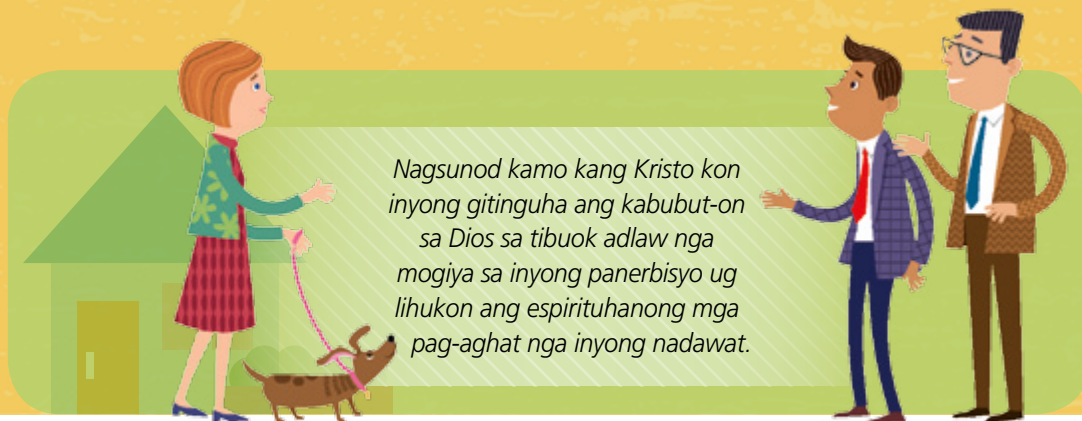 Nagsunod kamo kang Kristo kon
inyong gitinguha ang kabubut-on
sa Dios sa tibuok adlaw nga
mogiya sa inyong panerbisyo ug
lihukon ang espirituhanong mga
pag-aghat nga inyong nadawat.